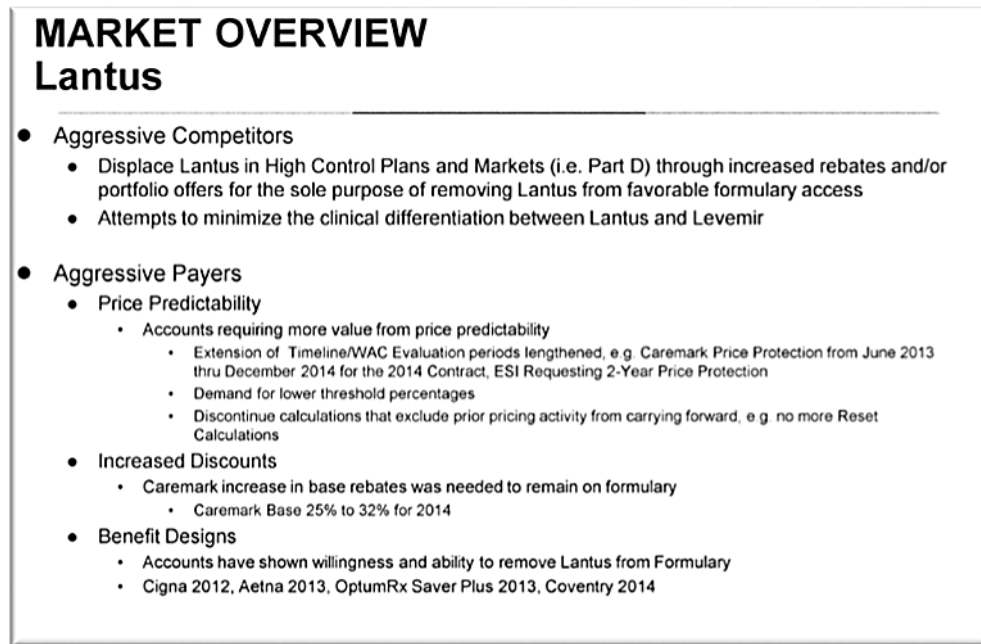 MARKET OVERVIEW
Lantus
● Aggressive Competitors
● Displace Lantus in High Control Plans and Markets (i.e. Part D) through increased rebates and/or
portfolio offers for the sole purpose of removing Lantus from favorable formulary access
● Attempts to minimize the clinical differentiation between Lantus and Levemir
● Aggressive Payers
● Price Predictability
• Accounts requiring more value from price predictability
• Extension of Timeline/WAC Evaluation periods lengthened, e.g. Caremark Price Protection from June 2013
thru December 2014 for the 2014 Contract, ESI Requesting 2-Year Price Protection
• Demand for lower threshold percentages
• Discontinue calculations that exclude prior pricing activity from carrying forward, e.g. no more Reset
Calculations
● Increased Discounts
• Caremark increase in base rebates was needed to remain on formulary
• Caremark Base 25% to 32% for 2014
● Benefit Designs
• Accounts have shown willingness and ability to remove Lantus from Formulary
• Cigna 2012, Aetna 2013, OptumRx Saver Plus 2013, Coventry 2014